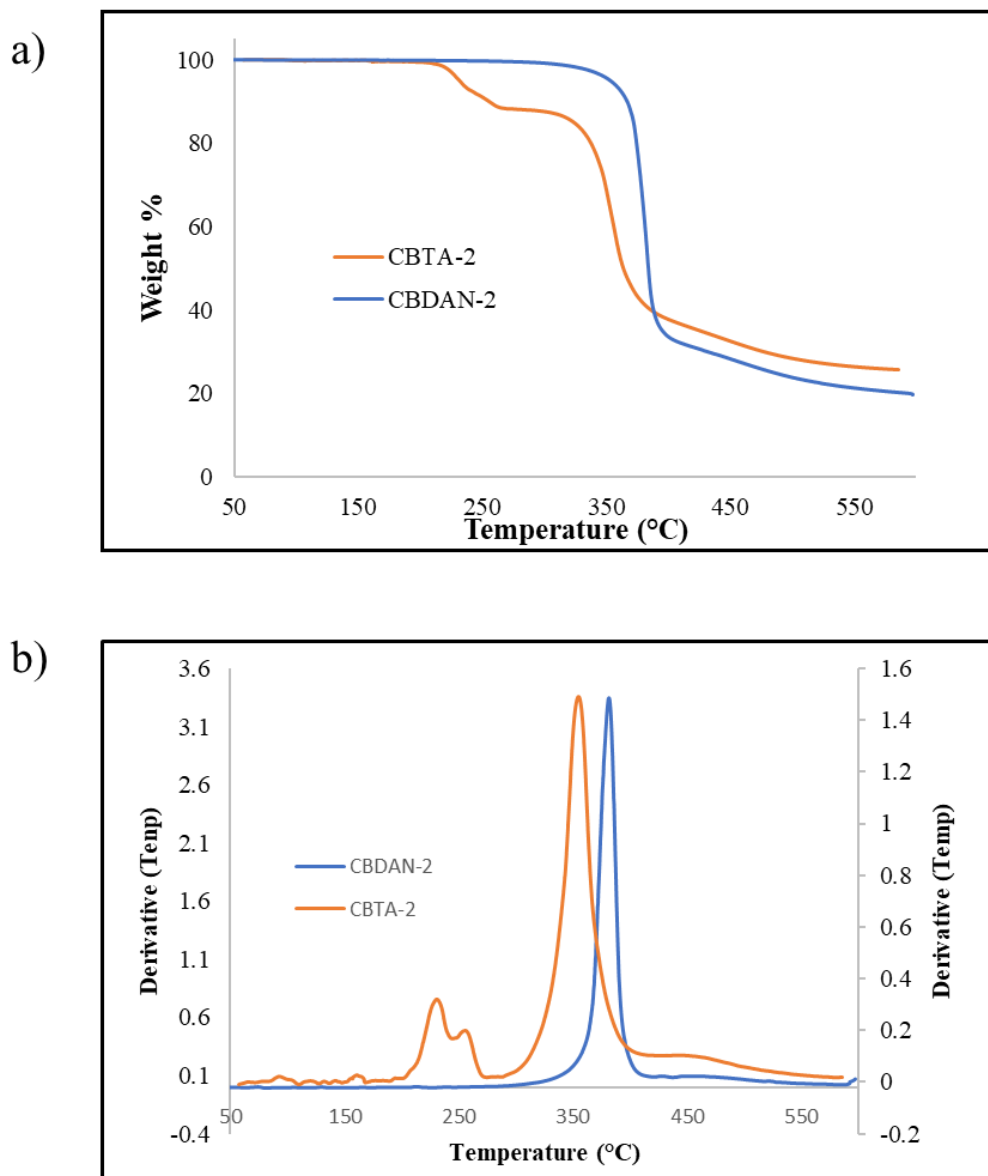 a)
100
80
60
40
20
0
Weight %
CBTA-2
CBDAN-2
50 150 250 350 450 550
Temperature (°C)
b)
3.6
3.1
2.6
2.1
1.6
1.1
0.6
0.1
-0.4
Derivative (Temp)
CBDAN-2
CBTA-2
1.6
1.4
1.2
1
0.8
0.6
0.4
0.2
0
-0.2
Derivative (Temp)
50 150 250 350 450 550
Temperature (°C)